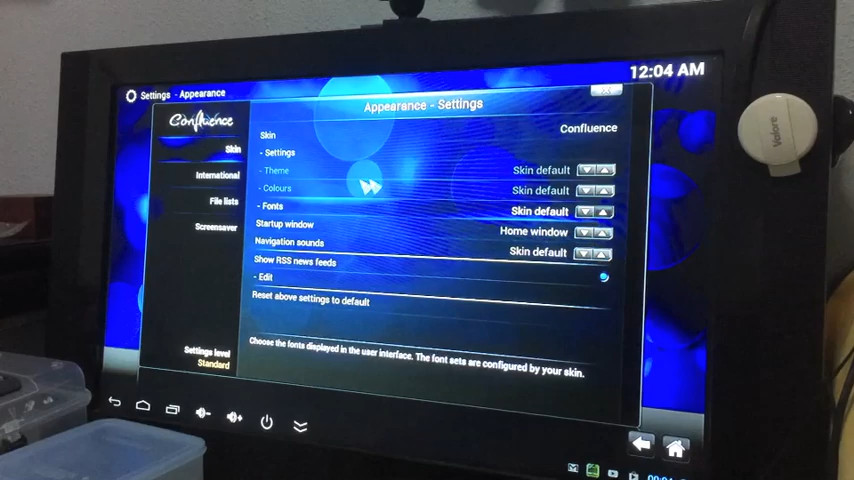 12:04 AM
Settings - Appearance
Appearance - Settings
Confluence
Skin
International
File lists
Screensaver
Settings level
Standard
Skin Confluence
- Settings
- Theme Skin default
- Colours Skin default
- Fonts Skin default
Startup window Home window
Navigation sounds Skin default
Show RSS news feeds
- Edit
Reset above settings to default
Choose the fonts displayed in the user interface. The font sets are configured by your skin.
Valore